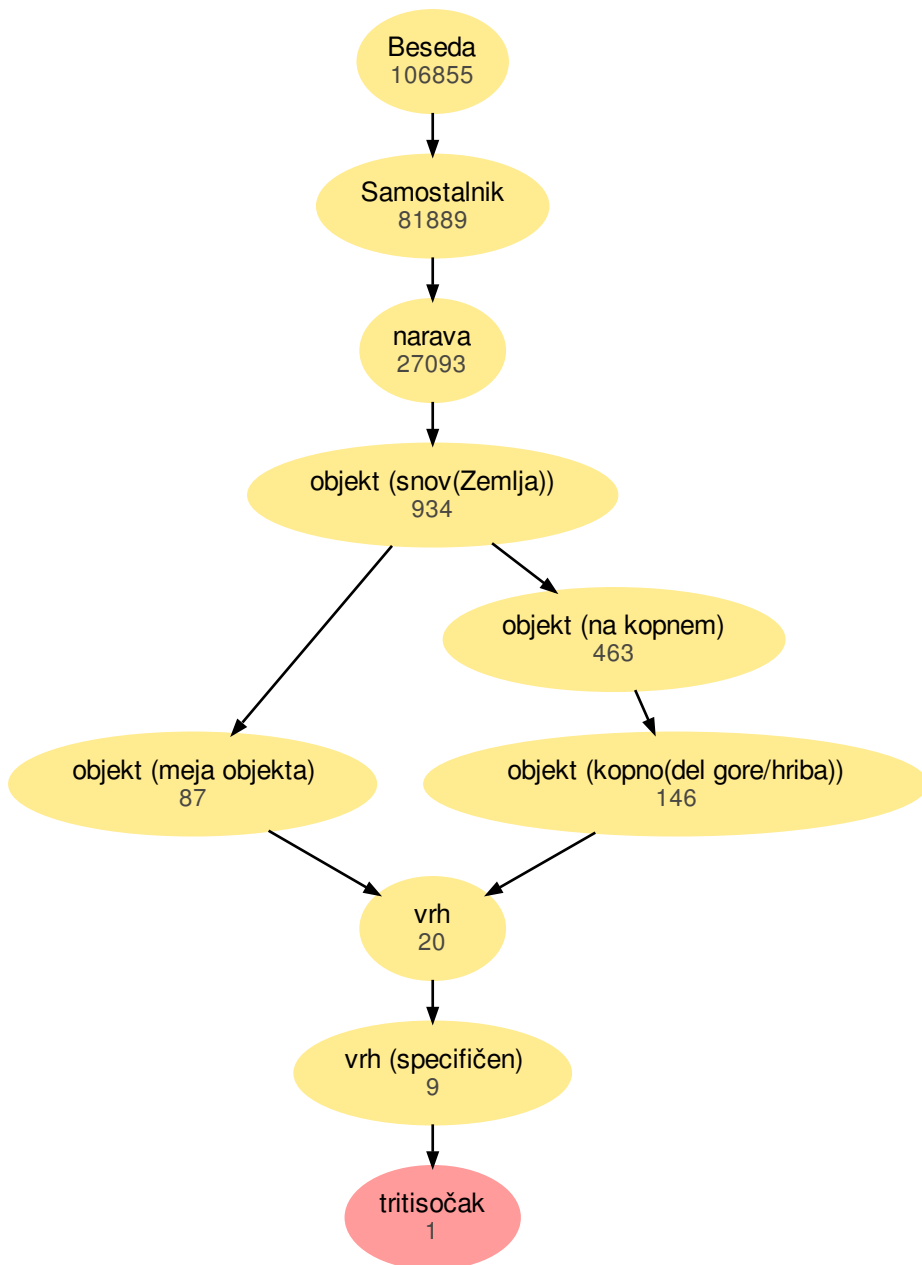 Beseda
106855
Samostalnik
81889
narava
27093
objekt (snov(Zemlja))
934
objekt (na kopnem)
463
objekt (meja objekta)
87
objekt (kopno(del gore/hriba))
146
vrh
20
vrh (specifičen)
9
tritisočak
1